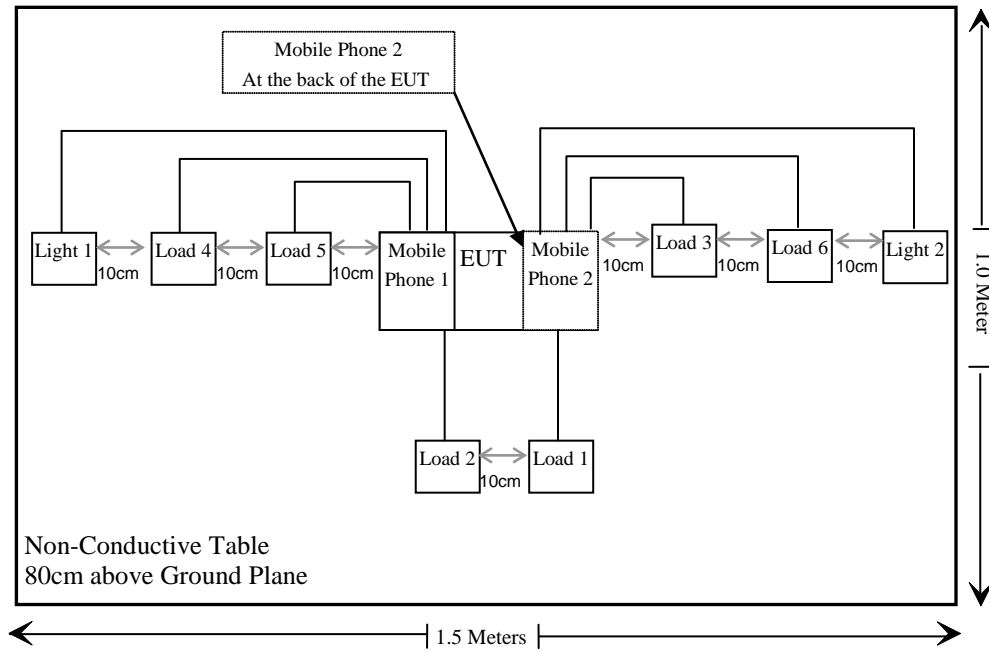 Mobile Phone 2
At the back of the EUT
Light 1
10cm
Load 4
10cm
Load 5
10cm
Mobile
Phone 1
EUT
Mobile
Phone 2
10cm
Load 3
10cm
Load 6
10cm
Light 2
1.0 Meter
Load 2
10cm
Load 1
Non-Conductive Table
80cm above Ground Plane
1.5 Meters